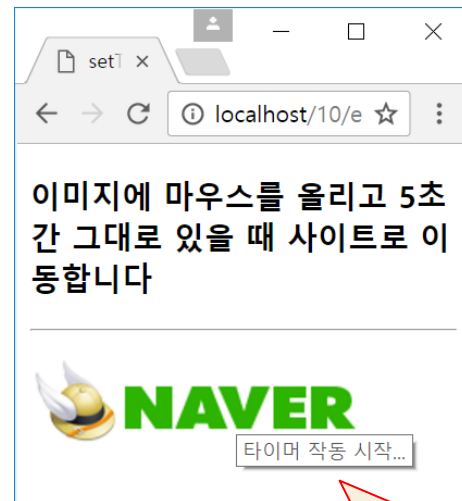 setT
localhost/10/e
이미지에 마우스를 올리고 5초
간 그대로 있을 때 사이트로 이
동합니다
NAVER
타이머 작동 시작...